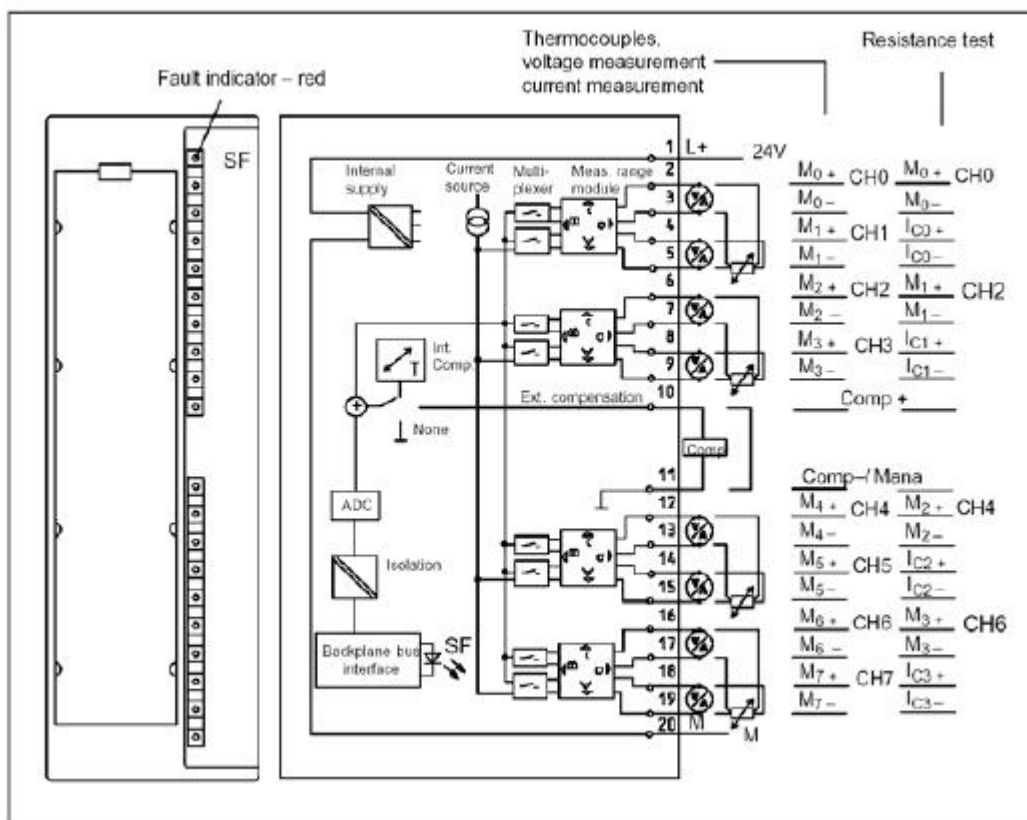 Thermocouples,
voltage measurement
current measurement
Resistance test
Fault indicator – red
SF
Internal
supply
Current
source
Multi-
plexer
Meas. range
module
1 L+ 24V
2
3
4
5
6
7
8
9
10
11
12
13
14
15
16
17
18
19 M
20 M
Int.
Comp.
T
Ext. compensation
None
Comp
ADC
Isolation
Backplane bus
interface
SF
M0 + CH0 M0 + CH0
M0 – M0 –
M1 + CH1 IC0 +
M1 – IC0 –
M2 + CH2 M1 + CH2
M2 – M1 –
M3 + CH3 IC1 +
M3 – IC1 –
Comp +
Comp–/ Mana
M4 + CH4 M2 + CH4
M4 – M2 –
M5 + CH5 IC2 +
M5 – IC2 –
M6 + CH6 M3 + CH6
M6 – M3 –
M7 + CH7 IC3 +
M7 – IC3 –